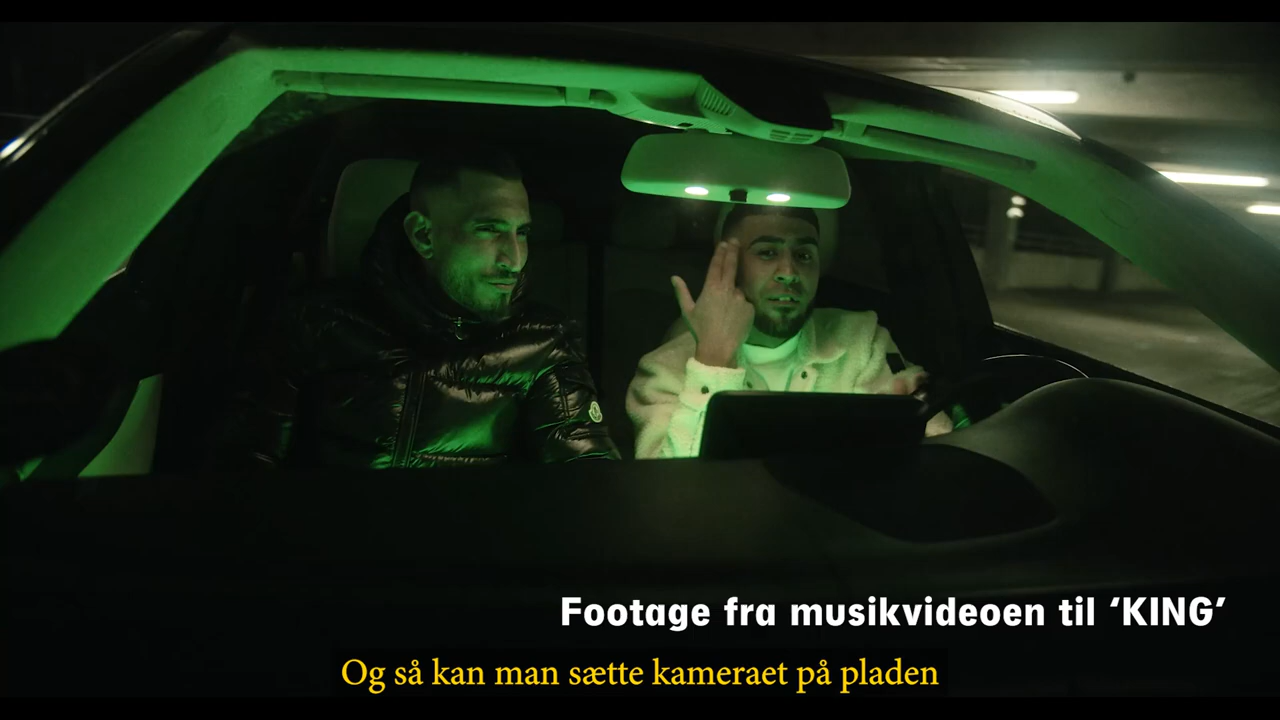 Footage fra musikvideoen til ‘KING’
Og så kan man sætte kameraet på pladen